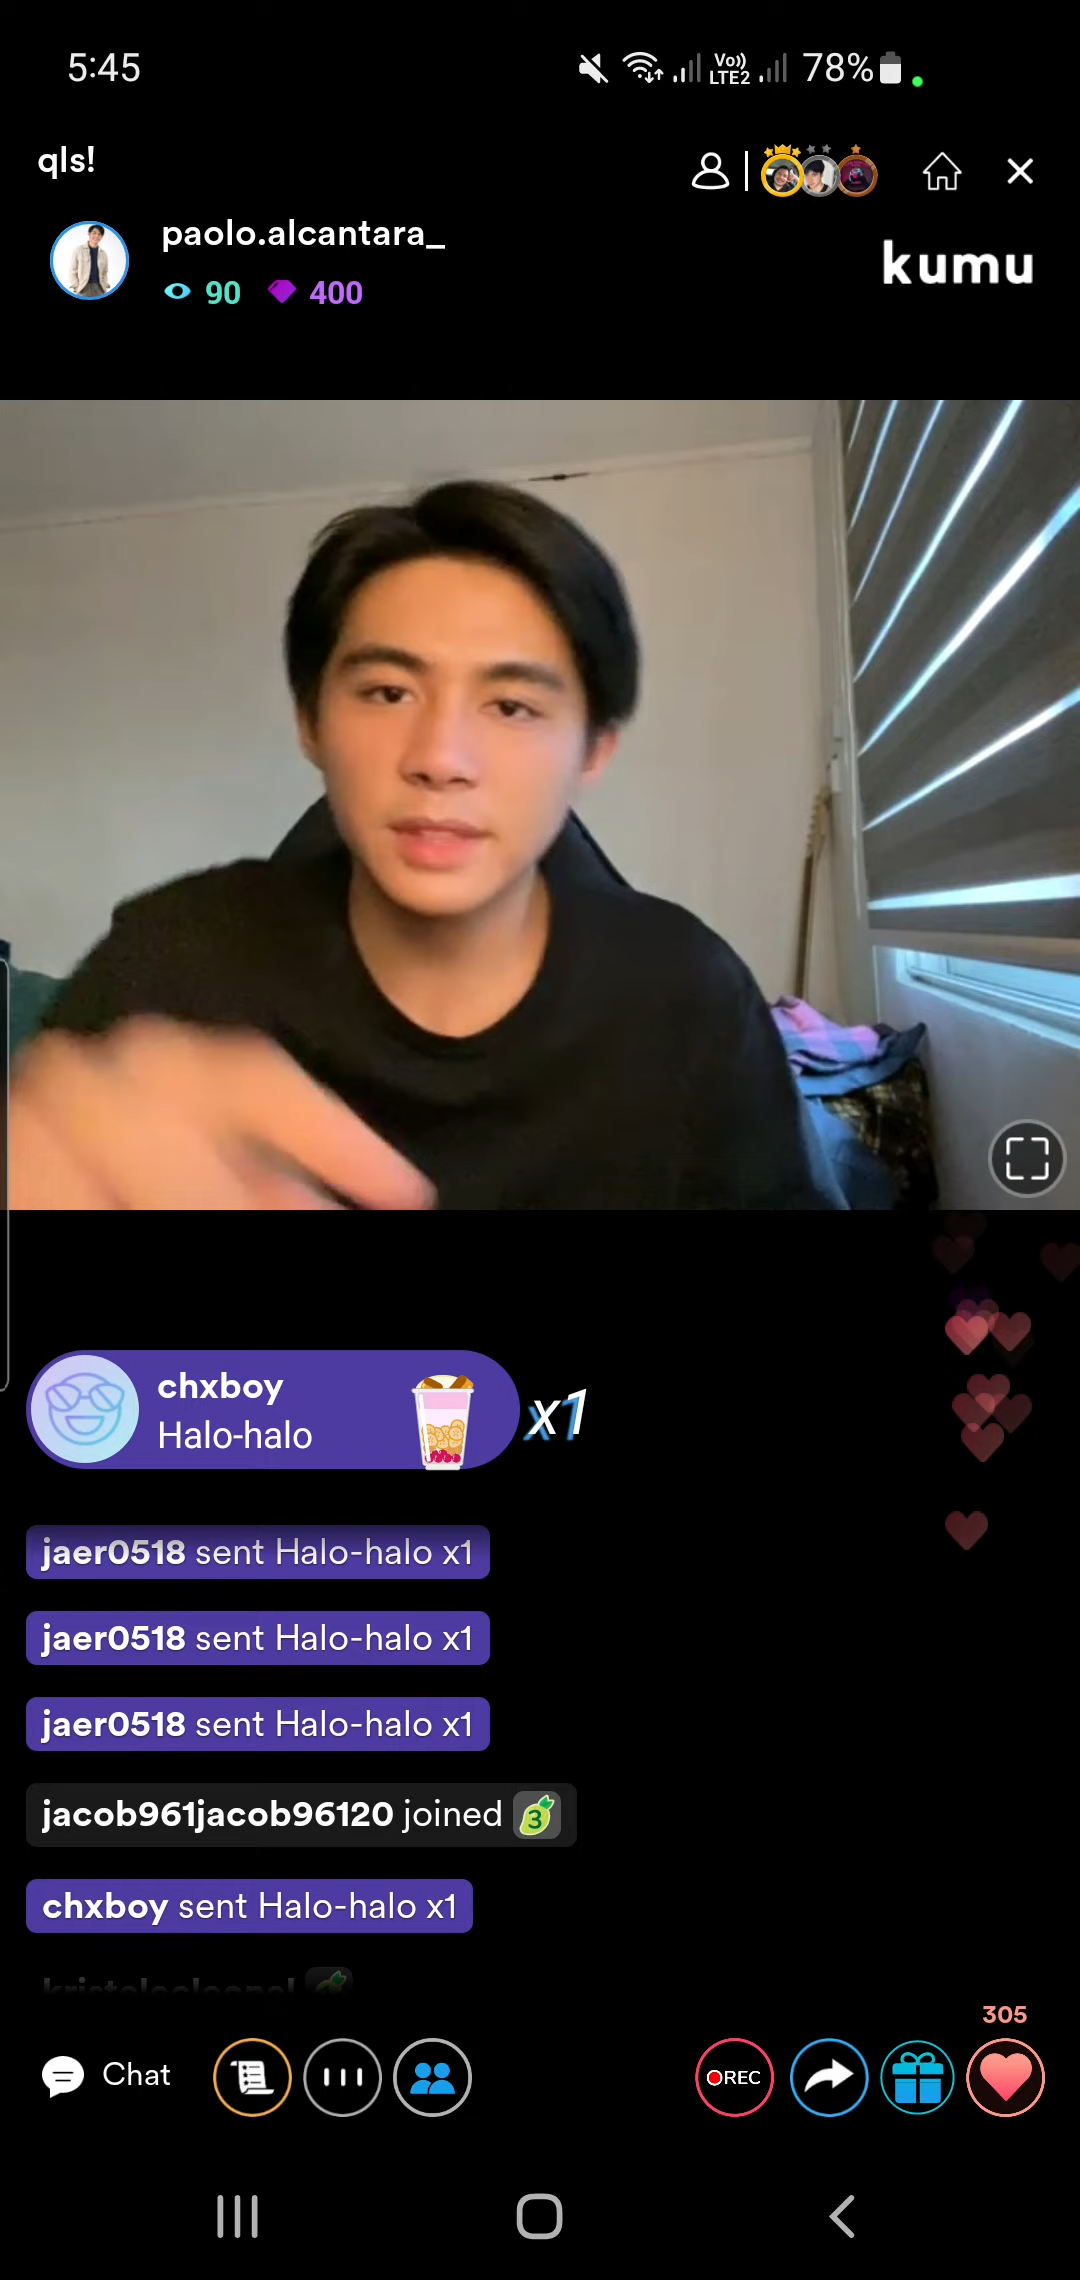 5:45
Vo))
LTE2
78%
qls!
paolo.alcantara_
90
400
kumu
chxboy
Halo-halo
x1
jaer0518 sent Halo-halo x1
jaer0518 sent Halo-halo x1
jaer0518 sent Halo-halo x1
jacob961jacob96120 joined 3
chxboy sent Halo-halo x1
305
Chat
REC